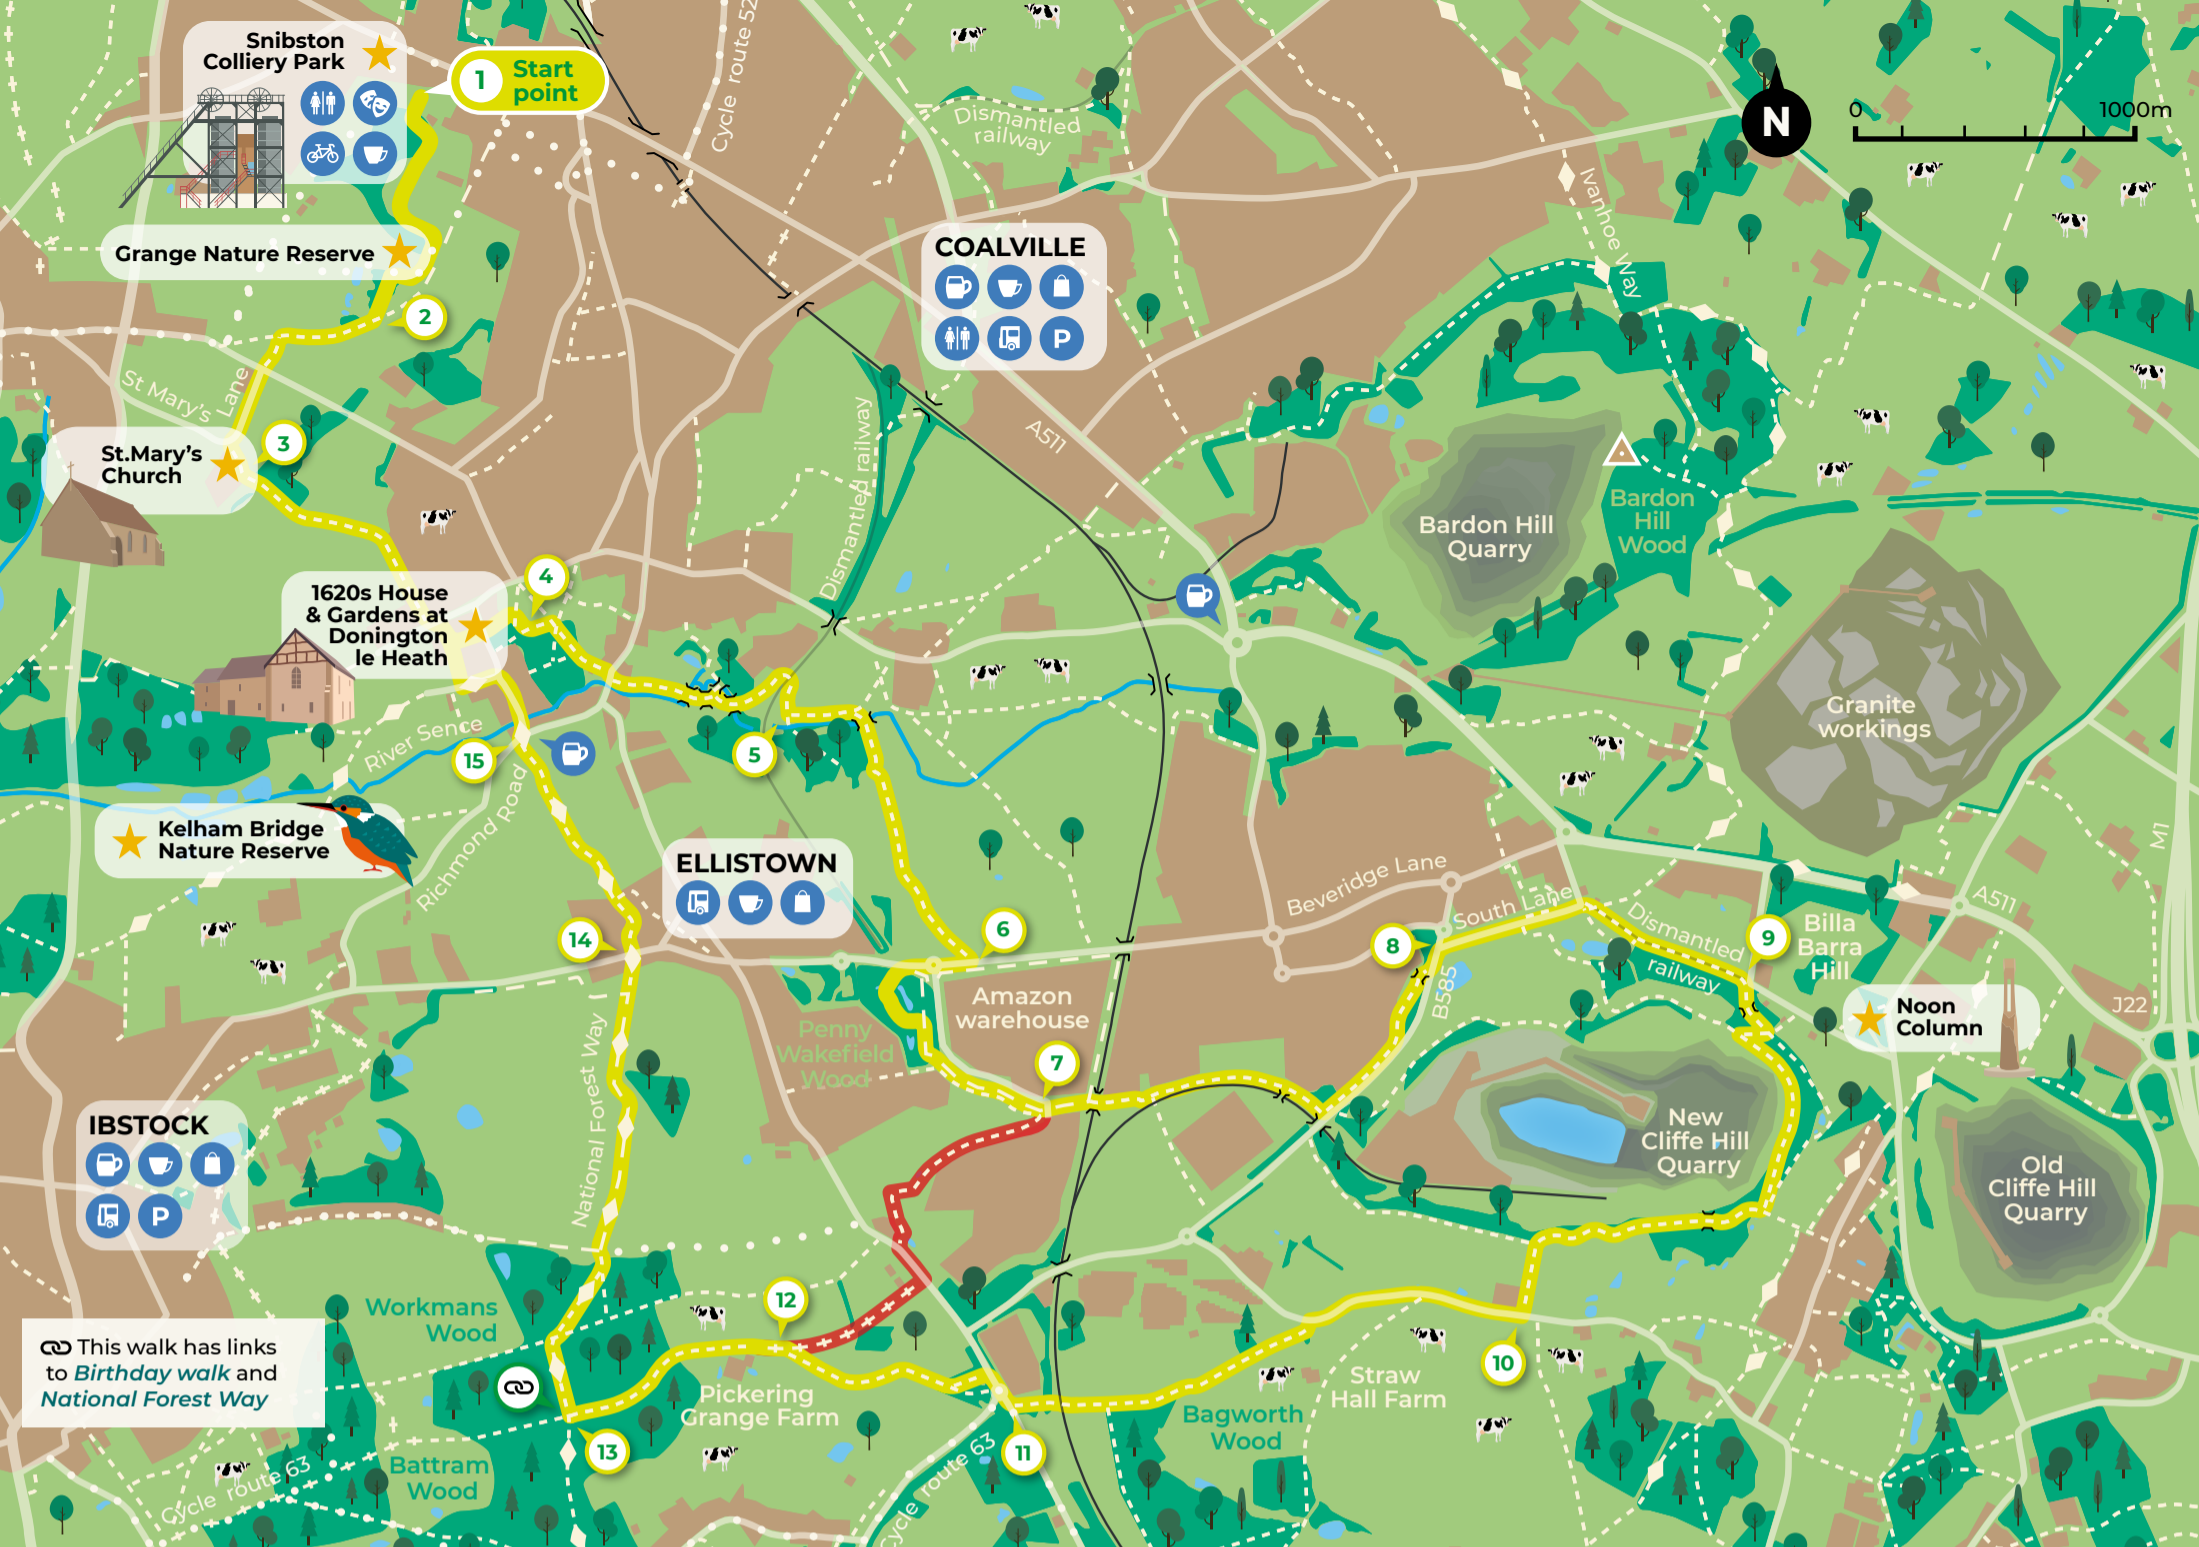 Snibston
Colliery Park
1
Start
point
Cycle route 52
Dismantled
railway
N
0
1000m
Ivanhoe Way
Grange Nature Reserve
2
COALVILLE
P
St Mary's
Lane
3
St.Mary's
Church
A511
Dismantled railway
Bardon Hill
Quarry
Bardon
Hill
Wood
4
1620s House
& Gardens at
Donington
le Heath
River Sence
15
5
Granite
workings
Kelham Bridge
Nature Reserve
Richmond Road
ELLISTOWN
M1
Beveridge Lane
South Lane
A511
14
6
8
Dismantled
railway
9
Billa
Barra
Hill
B585
Amazon
warehouse
Penny
Wakefield
Wood
Noon
Column
J22
7
National Forest Way
IBSTOCK
P
New
Cliffe Hill
Quarry
Old
Cliffe Hill
Quarry
Workmans
Wood
12
10
This walk has links
to Birthday walk and
National Forest Way
Pickering
Grange Farm
Straw
Hall Farm
Bagworth
Wood
13
11
Battram
Wood
Cycle route 63
Cycle route 63